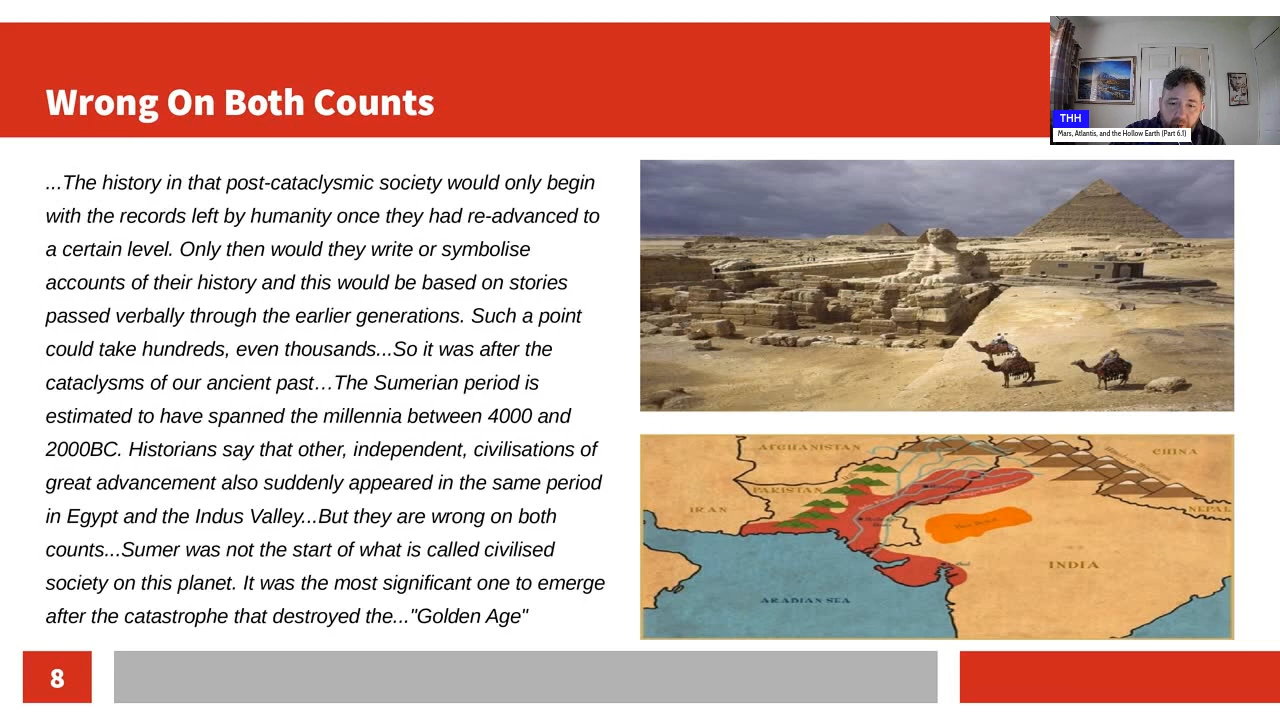 Wrong On Both Counts
THH
Mars, Atlantis, and the Hollow Earth (Part 6.1)
...The history in that post-cataclysmic society would only begin
with the records left by humanity once they had re-advanced to
a certain level. Only then would they write or symbolise
accounts of their history and this would be based on stories
passed verbally through the earlier generations. Such a point
could take hundreds, even thousands...So it was after the
cataclysms of our ancient past…The Sumerian period is
estimated to have spanned the millennia between 4000 and
2000BC. Historians say that other, independent, civilisations of
great advancement also suddenly appeared in the same period
in Egypt and the Indus Valley...But they are wrong on both
counts...Sumer was not the start of what is called civilised
society on this planet. It was the most significant one to emerge
after the catastrophe that destroyed the..."Golden Age"
AFGHANISTAN
CHINA
PAKISTAN
IRAN
NEPAL
INDIA
ARABIAN SEA
8